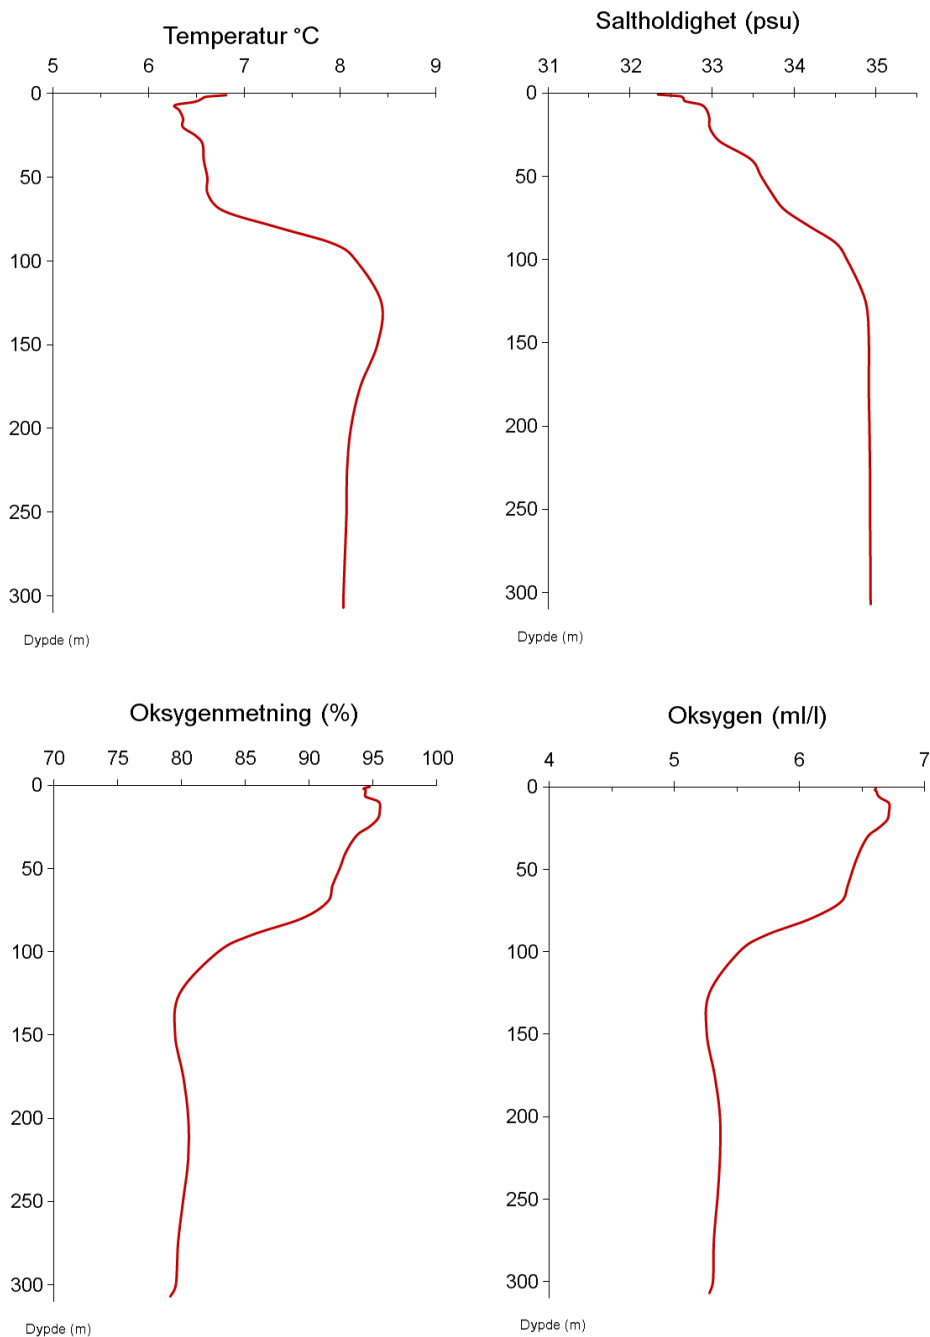 Temperatur °C
5 6 7 8 9
0
50
100
150
200
250
300
Dypde (m)
Saltholdighet (psu)
31 32 33 34 35
0
50
100
150
200
250
300
Dypde (m)
Oksygenmetning (%)
70 75 80 85 90 95 100
0
50
100
150
200
250
300
Dypde (m)
Oksygen (ml/l)
4 5 6 7
0
50
100
150
200
250
300
Dypde (m)